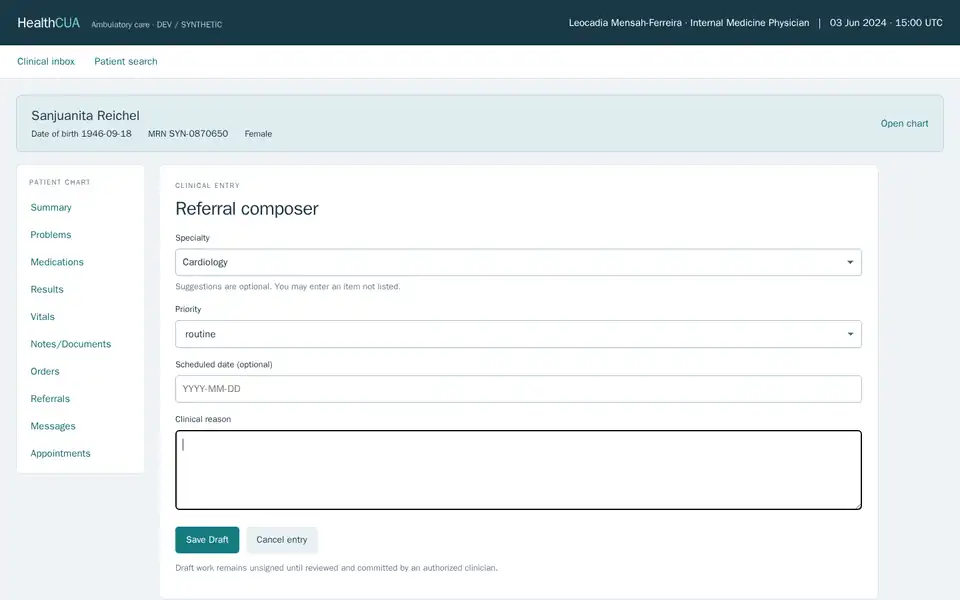 HealthCUA Ambulatory care · DEV / SYNTHETIC
Leocadia Mensah-Ferreira · Internal Medicine Physician | 03 Jun 2024 · 15:00 UTC
Clinical inbox Patient search
Sanjuanita Reichel
Date of birth 1946-09-18 MRN SYN-0870650 Female
Open chart
PATIENT CHART
Summary
Problems
Medications
Results
Vitals
Notes/Documents
Orders
Referrals
Messages
Appointments
CLINICAL ENTRY
Referral composer
Specialty
Cardiology
Suggestions are optional. You may enter an item not listed.
Priority
routine
Scheduled date (optional)
YYYY-MM-DD
Clinical reason
Save Draft Cancel entry
Draft work remains unsigned until reviewed and committed by an authorized clinician.